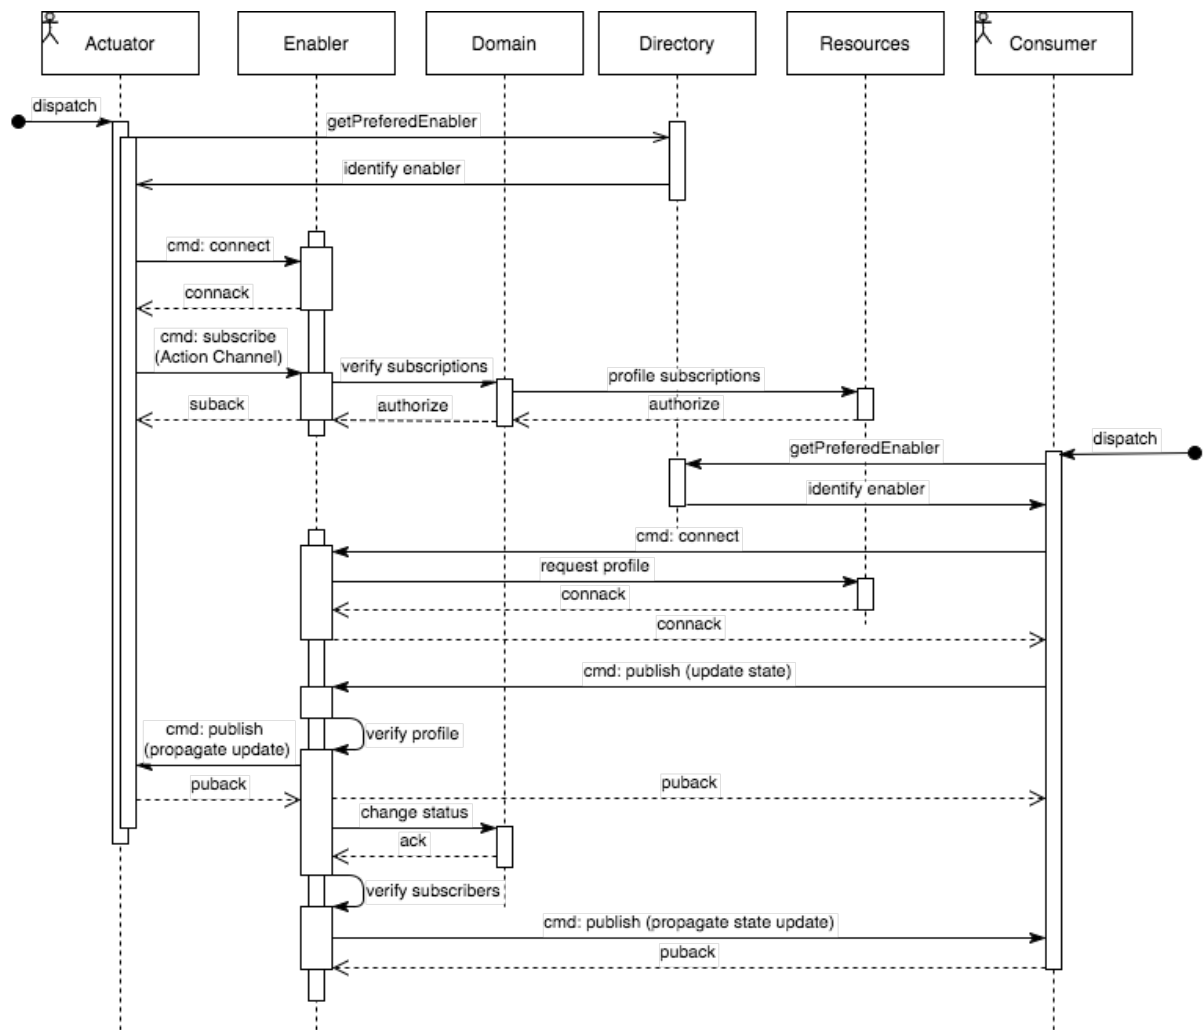 Actuator
Enabler
Domain
Directory
Resources
Consumer
dispatch
getPreferedEnabler
identify enabler
cmd: connect
connack
cmd: subscribe
(Action Channel)
verify subscriptions
profile subscriptions
suback
authorize
authorize
dispatch
getPreferedEnabler
identify enabler
cmd: connect
request profile
connack
connack
cmd: publish (update state)
verify profile
cmd: publish
(propagate update)
puback
puback
change status
ack
verify subscribers
cmd: publish (propagate state update)
puback